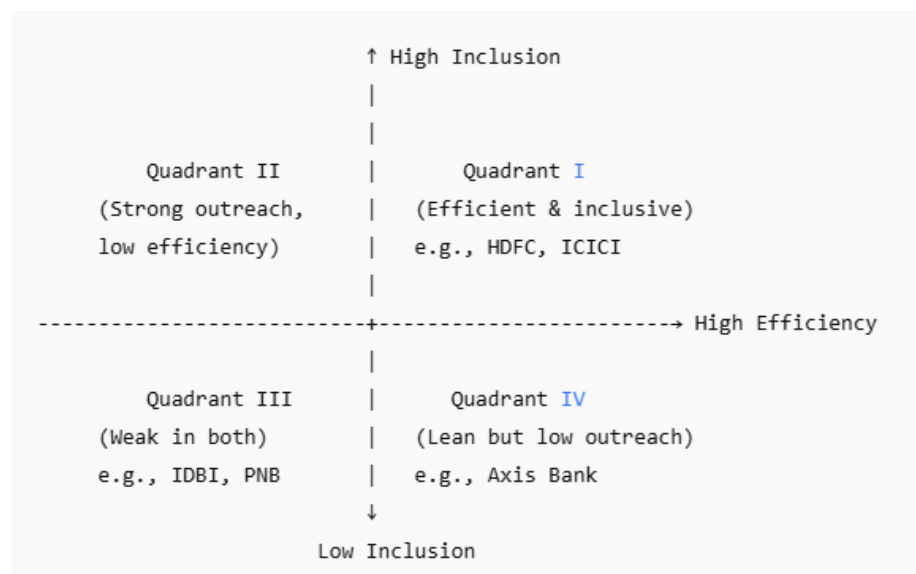 ↑ High Inclusion
|
|
Quadrant II | Quadrant I
(Strong outreach, | (Efficient & inclusive)
low efficiency) | e.g., HDFC, ICICI
|
---------------------------+-------------------------→ High Efficiency
|
Quadrant III | Quadrant IV
(Weak in both) | (Lean but low outreach)
e.g., IDBI, PNB | e.g., Axis Bank
↓
Low Inclusion